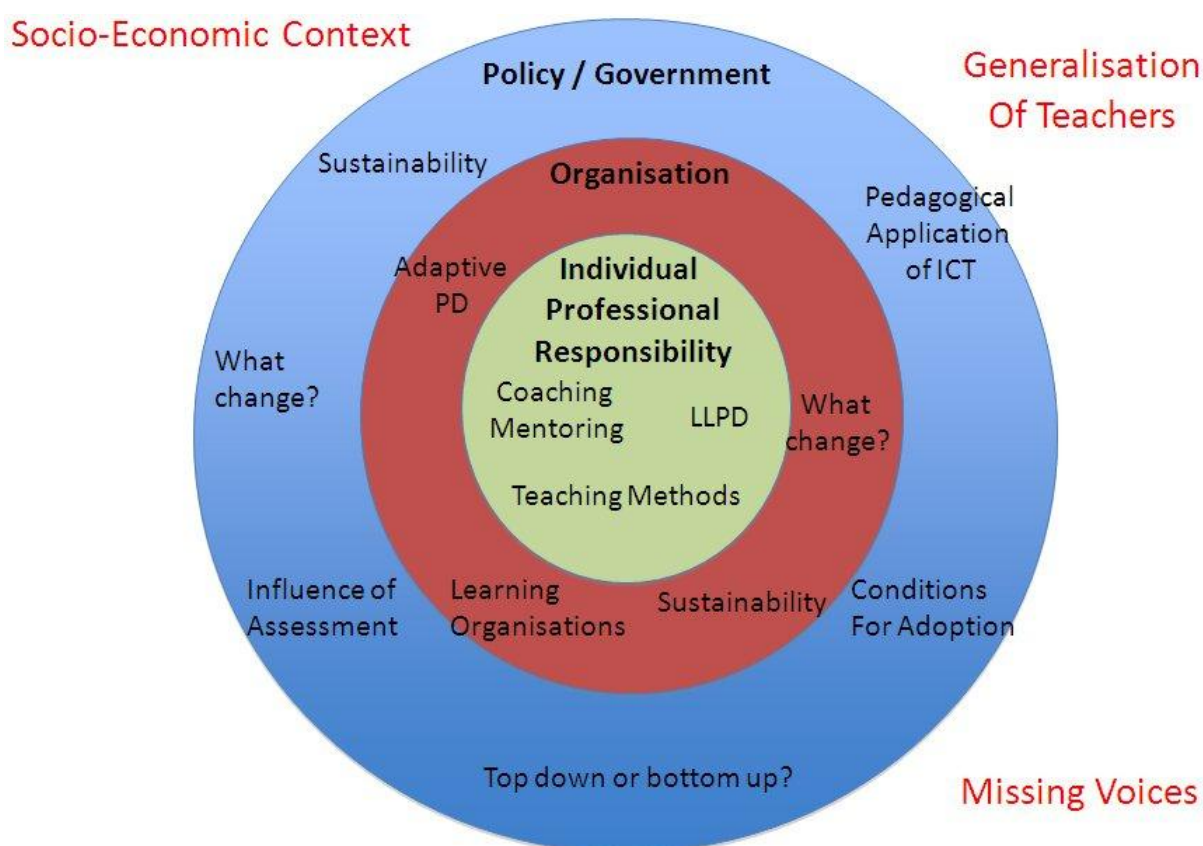 Socio-Economic Context
Policy / Government
Generalisation
Of Teachers
Sustainability
Organisation
Pedagogical
Application
of ICT
Adaptive
PD
Individual
Professional
Responsibility
What
change?
Coaching
Mentoring
LLPD
What
change?
Teaching Methods
Influence of
Assessment
Learning
Organisations
Sustainability
Conditions
For Adoption
Top down or bottom up?
Missing Voices